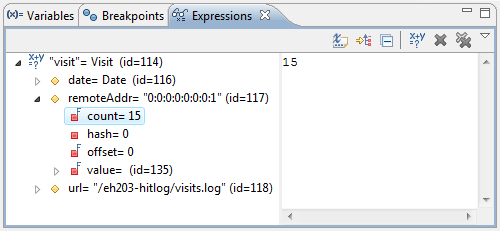 (x)= Variables Breakpoints Expressions
"visit"= Visit (id=114) 15
date= Date (id=116)
remoteAddr= "0:0:0:0:0:0:0:1" (id=117)
count= 15
hash= 0
offset= 0
value= (id=135)
url= "/eh203-hitlog/visits.log" (id=118)